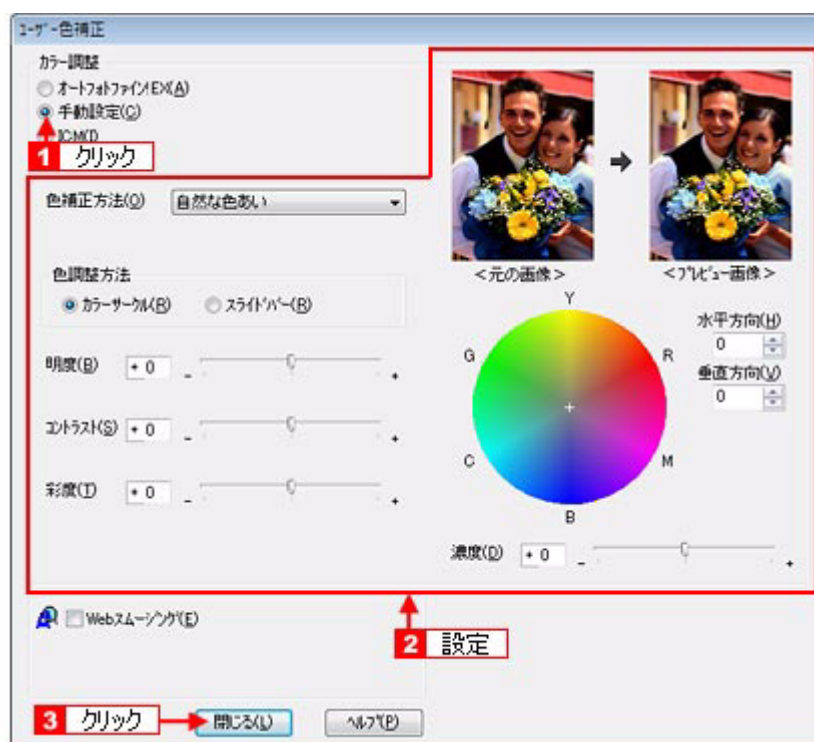 ユーザー色補正
カラー調整
オートフォトファイン!EX(A)
手動設定(C)
ICM(I)
1 クリック
色補正方法(O) 自然な色あい
色調整方法
カラーサークル(R) スライドバー(R)
明度(B) +0 - +
コントラスト(S) +0 - +
彩度(T) +0 - +
<元の画像> <プレビュー画像>
Y
G R
C M
B
水平方向(H)
0
垂直方向(V)
0
濃度(D) +0 - +
Webスムージング(E)
2 設定
3 クリック 閉じる(L) ヘルプ(P)